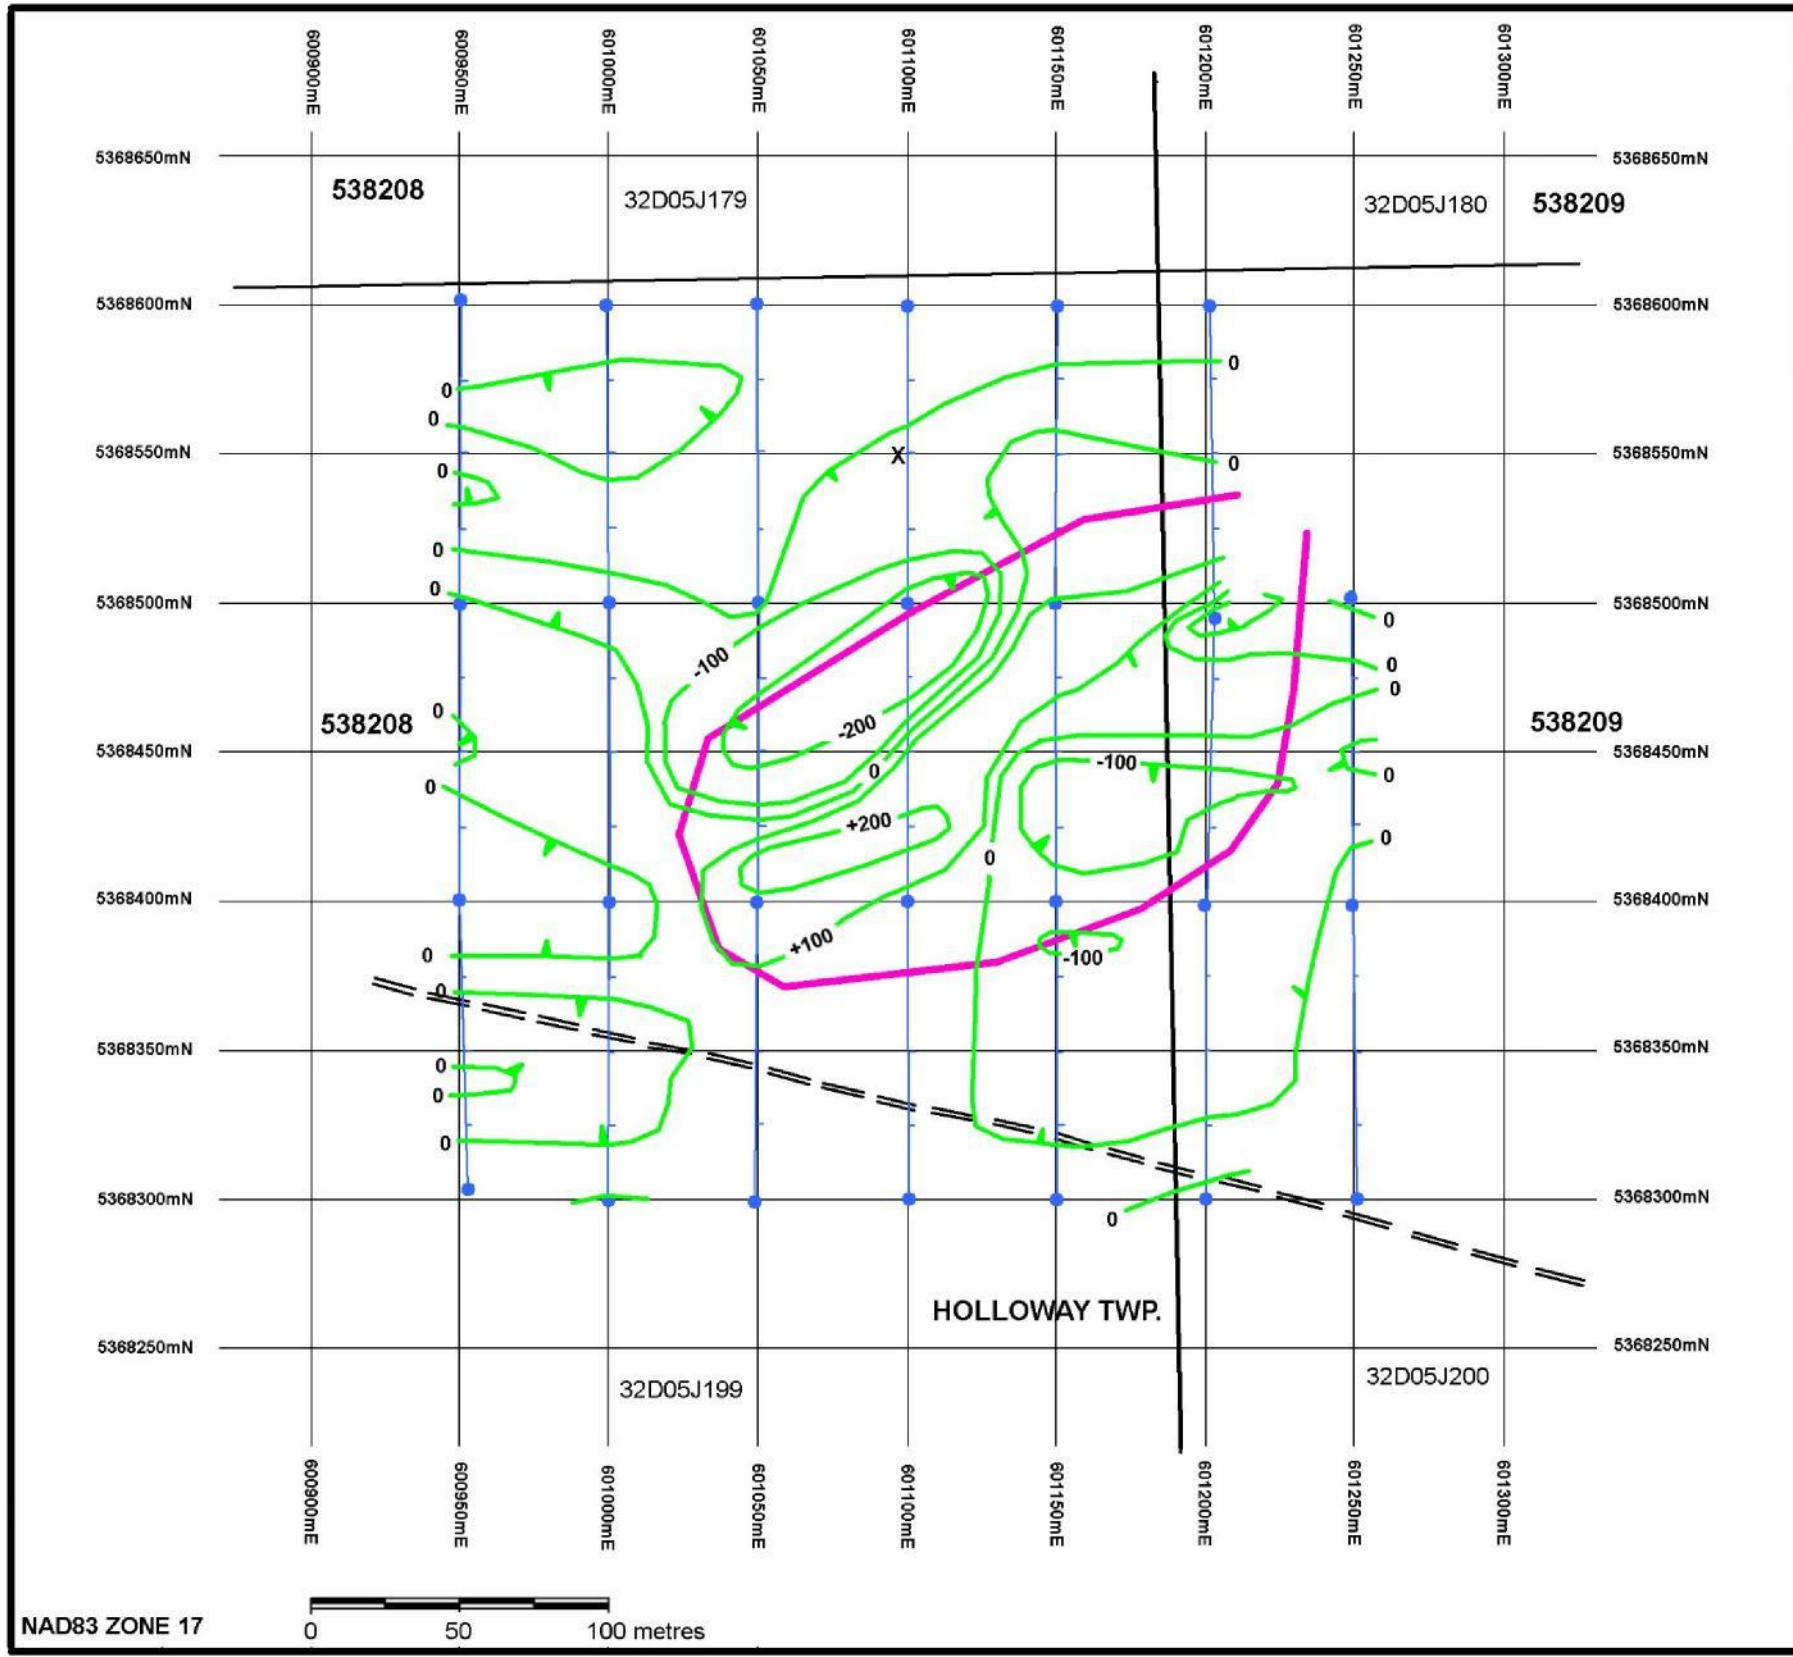 600900mE 600950mE 601000mE 601050mE 601100mE 601150mE 601200mE 601250mE 601300mE
5368650mN 5368650mN
538208 32D05J179 32D05J180 538209
5368600mN 5368600mN
0
0
0
5368550mN X 5368550mN
0 0
0
0
5368500mN 5368500mN
0
-100 0
0
0
538208 -200 538209
5368450mN 5368450mN
-100
0 0
0
+200
0 0
5368400mN 5368400mN
+100
0 -100
0
5368350mN 5368350mN
0
0
0
5368300mN 5368300mN
0
HOLLOWAY TWP.
5368250mN 5368250mN
32D05J199 32D05J200
600900mE 600950mE 601000mE 601050mE 601100mE 601150mE 601200mE 601250mE 601300mE
NAD83 ZONE 17
0 50 100 metres